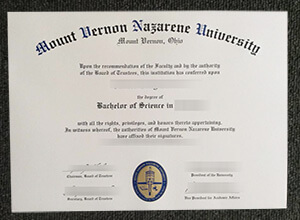 Mount Vernon Nazarene University
Mount Vernon, Ohio
Upon the recommendation of the Faculty and by the authority
of the Board of Trustees, this institution has conferred upon
the degree of
Bachelor of Science in
with all the rights, privileges, and honors thereto appertaining.
In witness whereof, the authorities of Mount Vernon Nazarene University
have affixed their signatures.
Chairman, Board of Trustees
President of the University
Secretary, Board of Trustees
Vice President for Academic Affairs